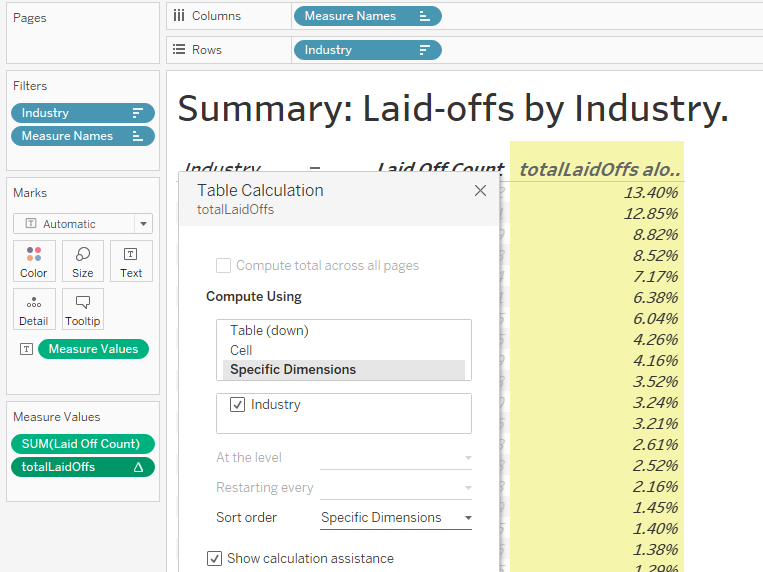 Pages
Columns
Measure Names
Rows
Industry
Filters
Industry
Measure Names
Marks
Automatic
Color
Size
Text
Detail
Tooltip
Measure Values
Measure Values
SUM(Laid Off Count)
totalLaidOffs
Summary: Laid-offs by Industry.
Industry
Laid Off Count
totalLaidOffs alo..
13.40%
12.85%
8.82%
8.52%
7.17%
6.38%
6.04%
4.26%
4.16%
3.52%
3.24%
3.21%
2.61%
2.52%
2.16%
1.45%
1.40%
1.38%
1.29%
Table Calculation
totalLaidOffs
Compute total across all pages
Compute Using
Table (down)
Cell
Specific Dimensions
Industry
At the level
Restarting every
Sort order
Specific Dimensions
Show calculation assistance